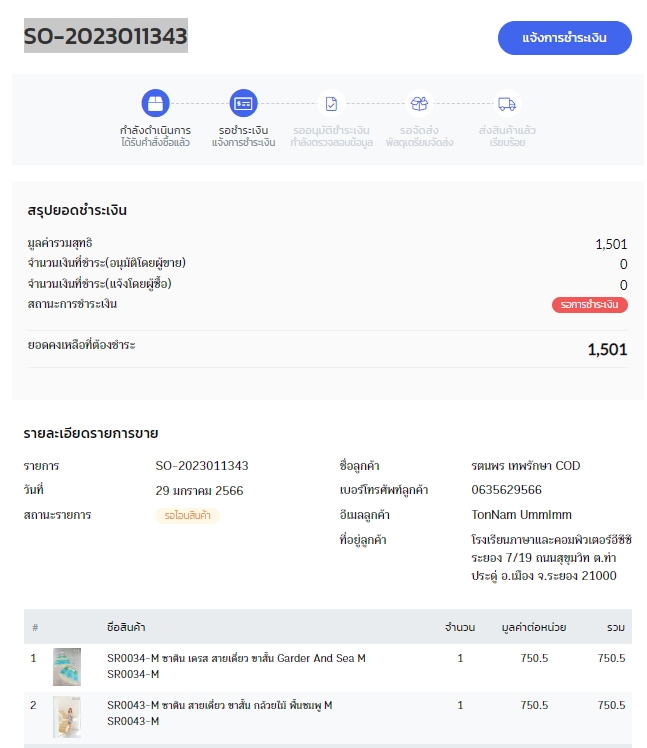 SO-2023011343
แจ้งการชำระเงิน
กำลังดำเนินการ
ได้รับคำสั่งซื้อแล้ว
รอชำระเงิน
แจ้งการชำระเงิน
รออนุมัติชำระเงิน
กำลังตรวจสอบข้อมูล
รอจัดส่ง
พัสดุเตรียมจัดส่ง
ส่งสินค้าแล้ว
เรียบร้อย
สรุปยอดชำระเงิน
มูลค่ารวมสุทธิ 1,501
จำนวนเงินที่ชำระ(อนุมัติโดยผู้ขาย) 0
จำนวนเงินที่ชำระ(แจ้งโดยผู้ซื้อ) 0
สถานะการชำระเงิน รอการชำระเงิน
ยอดคงเหลือที่ต้องชำระ 1,501
รายละเอียดรายการขาย
รายการ SO-2023011343
วันที่ 29 มกราคม 2566
สถานะรายการ รอโอนสินค้า
ชื่อลูกค้า รตนพร เทพรักษา COD
เบอร์โทรศัพท์ลูกค้า 0635629566
อีเมลลูกค้า TonNam UmmImm
ที่อยู่ลูกค้า โรงเรียนภาษาและคอมพิวเตอร์อีซีซี
ระยอง 7/19 ถนนสุขุมวิท ต.ท่า
ประดู่ อ.เมือง จ.ระยอง 21000
# ชื่อสินค้า จำนวน มูลค่าต่อหน่วย รวม
1 SR0034-M ซาติน เดรส สายเดี่ยว ขาสั้น Garder And Sea M 1 750.5 750.5
SR0034-M
2 SR0043-M ซาติน สายเดี่ยว ขาสั้น กล้วยไม้ พื้นชมพู M 1 750.5 750.5
SR0043-M